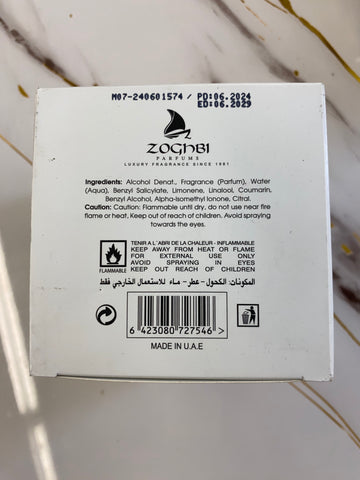 M07-240601574 / PD:06.2024
ED:06.2029
ZOGHBI
PARFUMS
LUXURY FRAGRANCE SINCE 1961
Ingredients: Alcohol Denat., Fragrance (Parfum), Water
(Aqua), Benzyl Salicylate, Limonene, Linalool, Coumarin,
Benzyl Alcohol, Alpha-Isomethyl Ionone, Citral.
Caution: Caution: Flammable until dry, do not use near fire
flame or heat, Keep out of reach of children. Avoid spraying
towards the eyes.
TENIR A L'ABRI DE LA CHALEUR - INFLAMMABLE
KEEP AWAY FROM HEAT OR FLAME
FOR EXTERNAL USE ONLY
AVOID SPRAYING IN EYES
KEEP OUT OF REACH OF CHILDREN
FLAMMABLE
المكونات: الكحول - عطر - ماء للاستعمال الخارجي فقط
6 423080 727546 >
MADE IN U.A.E